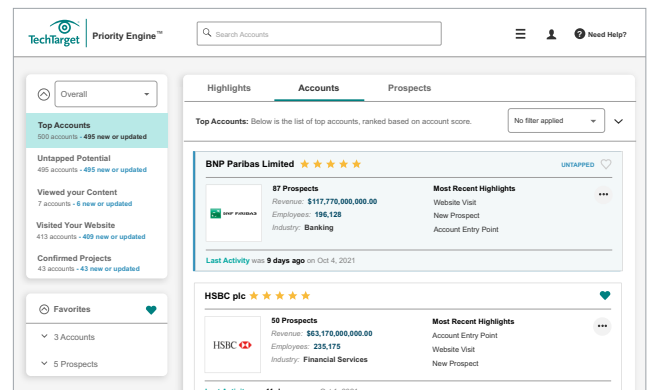 TechTarget Priority Engine™
Search Accounts
Need Help?
Overall
Top Accounts
500 accounts - 495 new or updated
Untapped Potential
495 accounts - 495 new or updated
Viewed your Content
7 accounts - 6 new or updated
Visited Your Website
413 accounts - 409 new or updated
Confirmed Projects
43 accounts - 43 new or updated
Favorites
3 Accounts
5 Prospects
Highlights Accounts Prospects
Top Accounts: Below is the list of top accounts, ranked based on account score.
No filter applied
BNP Paribas Limited
UNTAPPED
BNP PARIBAS
87 Prospects
Revenue: $117,770,000,000.00
Employees: 196,128
Industry: Banking
Most Recent Highlights
Website Visit
New Prospect
Account Entry Point
Last Activity was 9 days ago on Oct 4, 2021
HSBC plc
HSBC
50 Prospects
Revenue: $63,170,000,000.00
Employees: 235,175
Industry: Financial Services
Most Recent Highlights
Account Entry Point
Website Visit
New Prospect